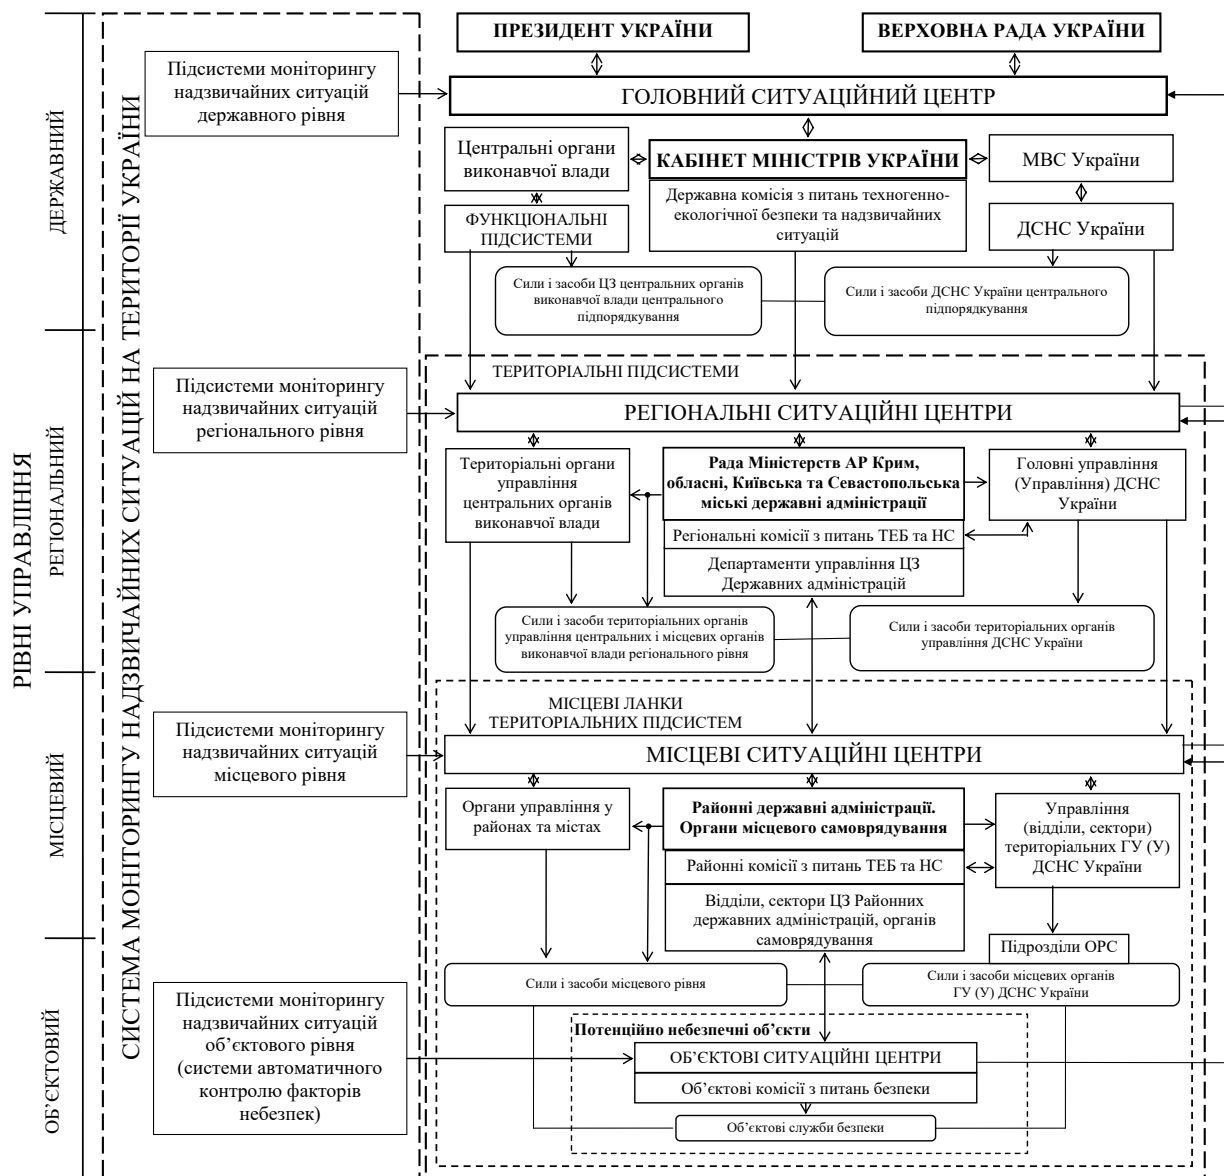 РІВНІ УПРАВЛІННЯ
ДЕРЖАВНИЙ
РЕГІОНАЛЬНИЙ
МІСЦЕВИЙ
ОБ’ЄКТОВИЙ
СИСТЕМА МОНІТОРИНГУ НАДЗВИЧАЙНИХ СИТУАЦІЙ НА ТЕРИТОРІЇ УКРАЇНИ
ПРЕЗИДЕНТ УКРАЇНИ
ВЕРХОВНА РАДА УКРАЇНИ
Підсистеми моніторингу
надзвичайних ситуацій
державного рівня
ГОЛОВНИЙ СИТУАЦІЙНИЙ ЦЕНТР
Центральні органи
виконавчої влади
КАБІНЕТ МІНІСТРІВ УКРАЇНИ
МВС України
Державна комісія з питань техногенно-
екологічної безпеки та надзвичайних
ситуацій
ФУНКЦІОНАЛЬНІ
ПІДСИСТЕМИ
ДСНС України
Сили і засоби ЦЗ центральних органів
виконавчої влади центрального
підпорядкування
Сили і засоби ДСНС України центрального
підпорядкування
ТЕРИТОРІАЛЬНІ ПІДСИСТЕМИ
Підсистеми моніторингу
надзвичайних ситуацій
регіонального рівня
РЕГІОНАЛЬНІ СИТУАЦІЙНІ ЦЕНТРИ
Територіальні органи
управління
центральних органів
виконавчої влади
Рада Міністерств АР Крим,
обласні, Київська та Севастопольська
міські державні адміністрації
Головні управління
(Управління) ДСНС
України
Регіональні комісії з питань ТЕБ та НС
Департаменти управління ЦЗ
Державних адміністрацій
Сили і засоби територіальних органів
управління центральних і місцевих органів
виконавчої влади регіонального рівня
Сили і засоби територіальних органів
управління ДСНС України
МІСЦЕВІ ЛАНКИ
ТЕРИТОРІАЛЬНИХ ПІДСИСТЕМ
Підсистеми моніторингу
надзвичайних ситуацій
місцевого рівня
МІСЦЕВІ СИТУАЦІЙНІ ЦЕНТРИ
Органи управління у
районах та містах
Районні державні адміністрації.
Органи місцевого самоврядування
Управління
(відділи, сектори)
територіальних ГУ (У)
ДСНС України
Районні комісії з питань ТЕБ та НС
Відділи, сектори ЦЗ Районних
державних адміністрацій, органів
самоврядування
Підрозділи ОРС
Сили і засоби місцевого рівня
Сили і засоби місцевих органів
ГУ (У) ДСНС України
Підсистеми моніторингу
надзвичайних ситуацій
об’єктового рівня
(системи автоматичного
контролю факторів
небезпек)
Потенційно небезпечні об’єкти
ОБ’ЄКТОВІ СИТУАЦІЙНІ ЦЕНТРИ
Об’єктові комісії з питань безпеки
Об’єктові служби безпеки